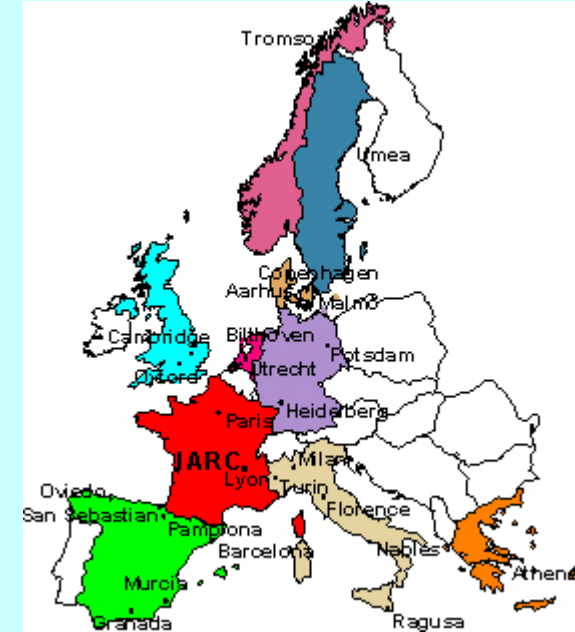 Tromso
Umea
Copenhagen
Aarhus
Malmo
Cambridge
Bilthoven
Potsdam
Oxford
Utrecht
Heidelberg
Paris
IARC
Milan
Lyon
Turin
Oviedo
Florence
San Sebastian
Pamplona
Barcelona
Naples
Athens
Murcia
Granada
Ragusa